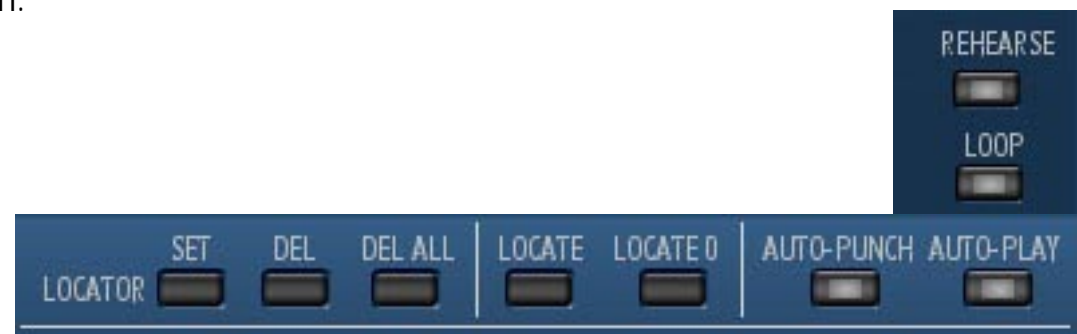 REHEARSE
LOOP
SET DEL DEL ALL LOCATE LOCATE 0 AUTO-PUNCH AUTO-PLAY
LOCATOR